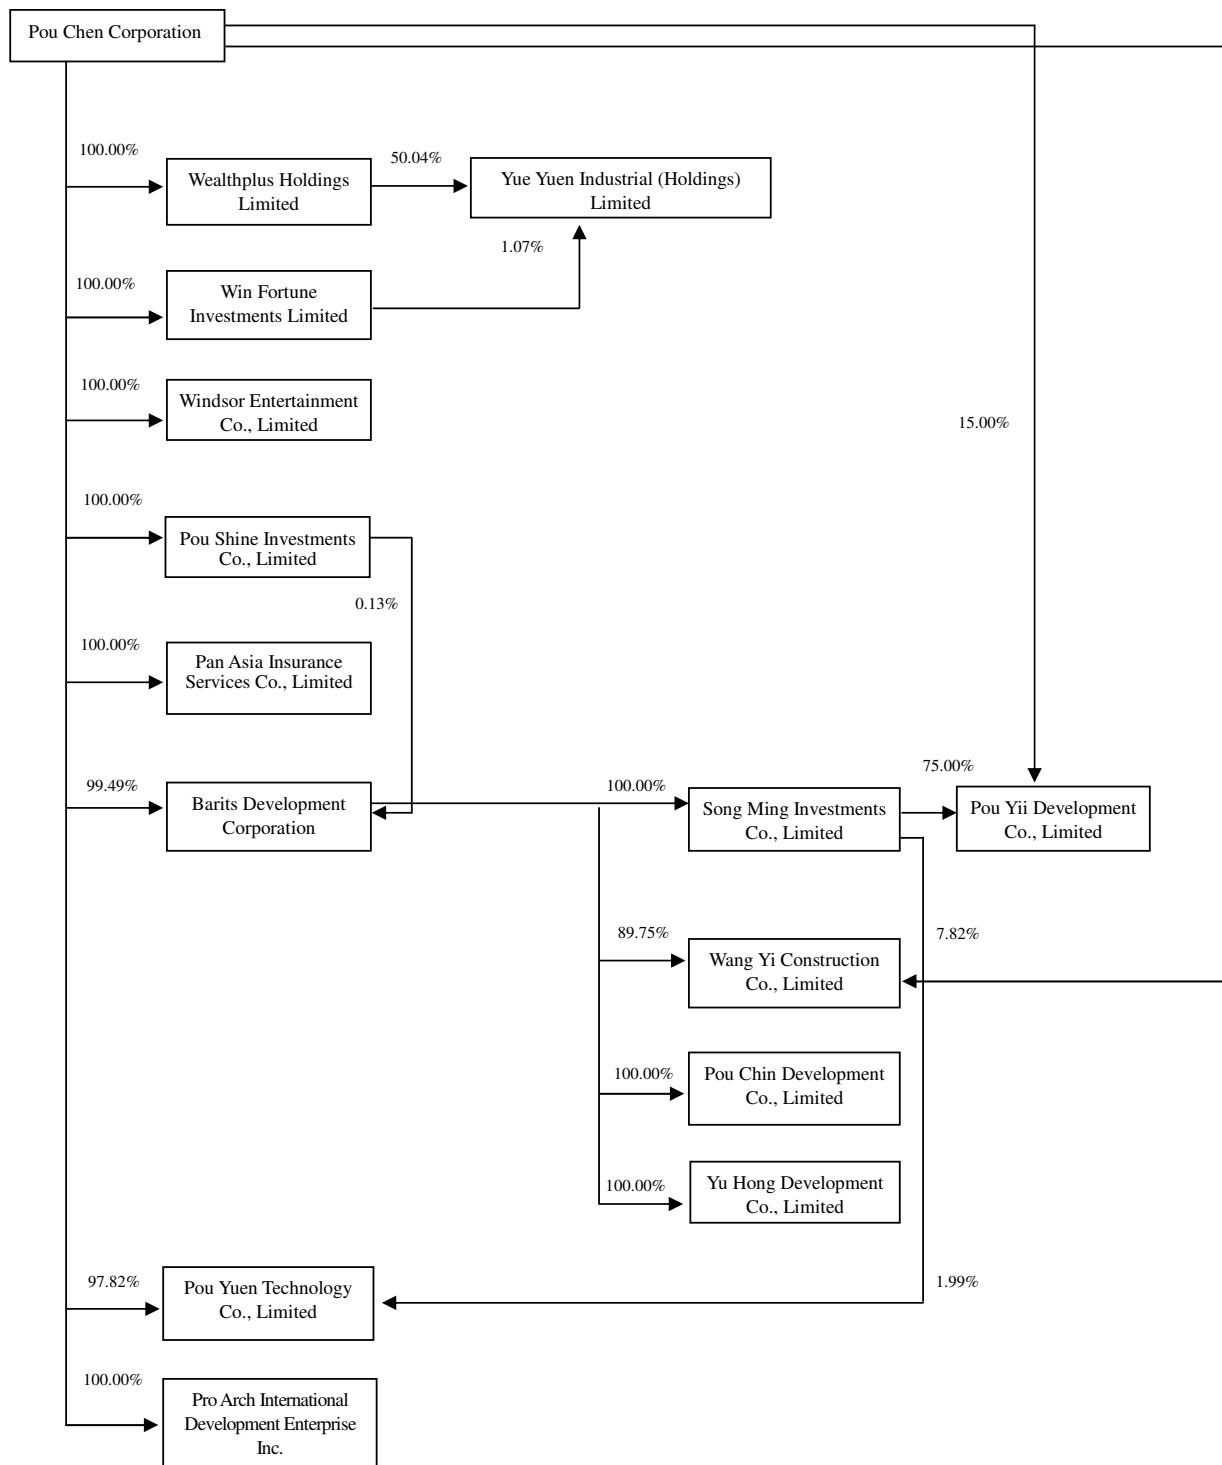 Pou Chen Corporation
100.00%
Wealthplus Holdings
Limited
50.04%
Yue Yuen Industrial (Holdings)
Limited
1.07%
100.00%
Win Fortune
Investments Limited
100.00%
Windsor Entertainment
Co., Limited
15.00%
100.00%
Pou Shine Investments
Co., Limited
0.13%
100.00%
Pan Asia Insurance
Services Co., Limited
99.49%
Barits Development
Corporation
100.00%
Song Ming Investments
Co., Limited
75.00%
Pou Yii Development
Co., Limited
89.75%
Wang Yi Construction
Co., Limited
7.82%
100.00%
Pou Chin Development
Co., Limited
100.00%
Yu Hong Development
Co., Limited
97.82%
Pou Yuen Technology
Co., Limited
1.99%
100.00%
Pro Arch International
Development Enterprise
Inc.